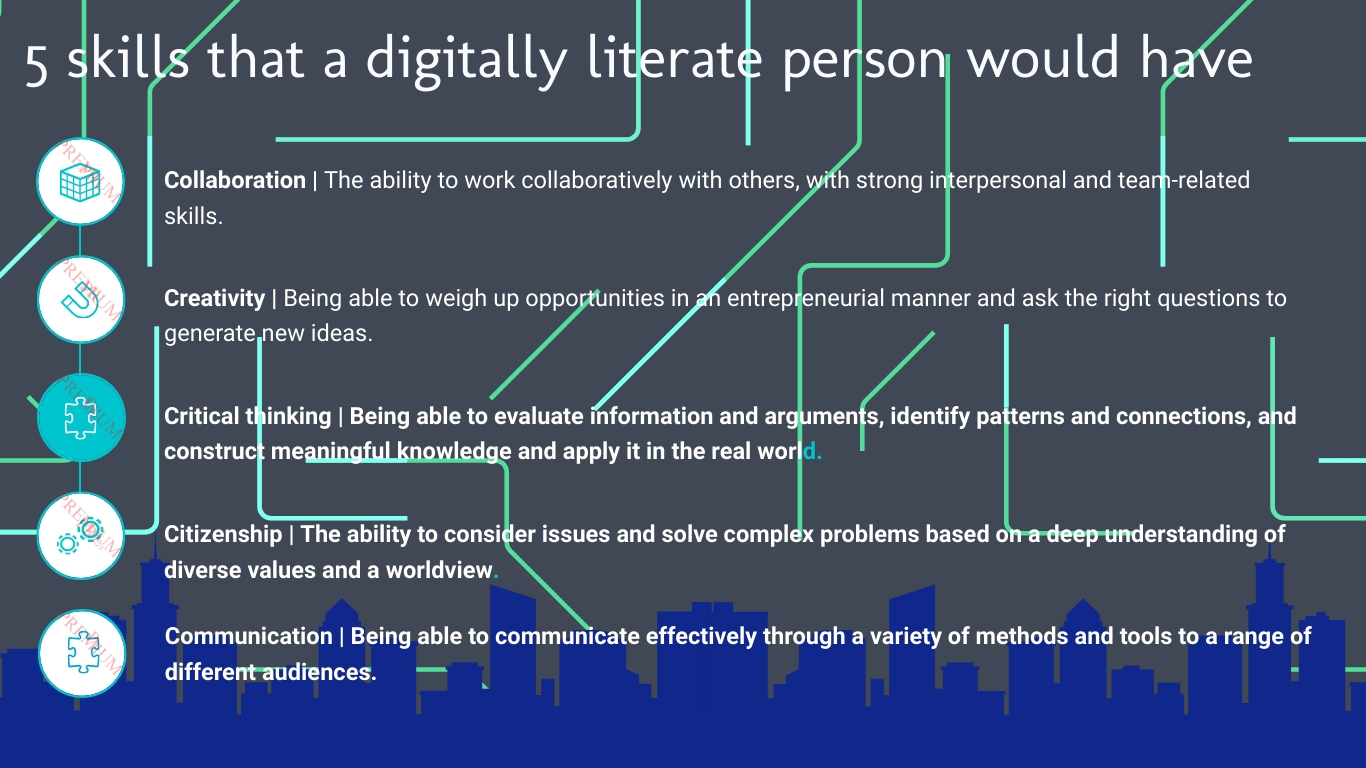 5 skills that a digitally literate person would have
PREMIUM
Collaboration | The ability to work collaboratively with others, with strong interpersonal and team-related
skills.
PREMIUM
Creativity | Being able to weigh up opportunities in an entrepreneurial manner and ask the right questions to
generate new ideas.
PREMIUM
Critical thinking | Being able to evaluate information and arguments, identify patterns and connections, and
construct meaningful knowledge and apply it in the real world.
PREMIUM
Citizenship | The ability to consider issues and solve complex problems based on a deep understanding of
diverse values and a worldview.
PREMIUM
Communication | Being able to communicate effectively through a variety of methods and tools to a range of
different audiences.